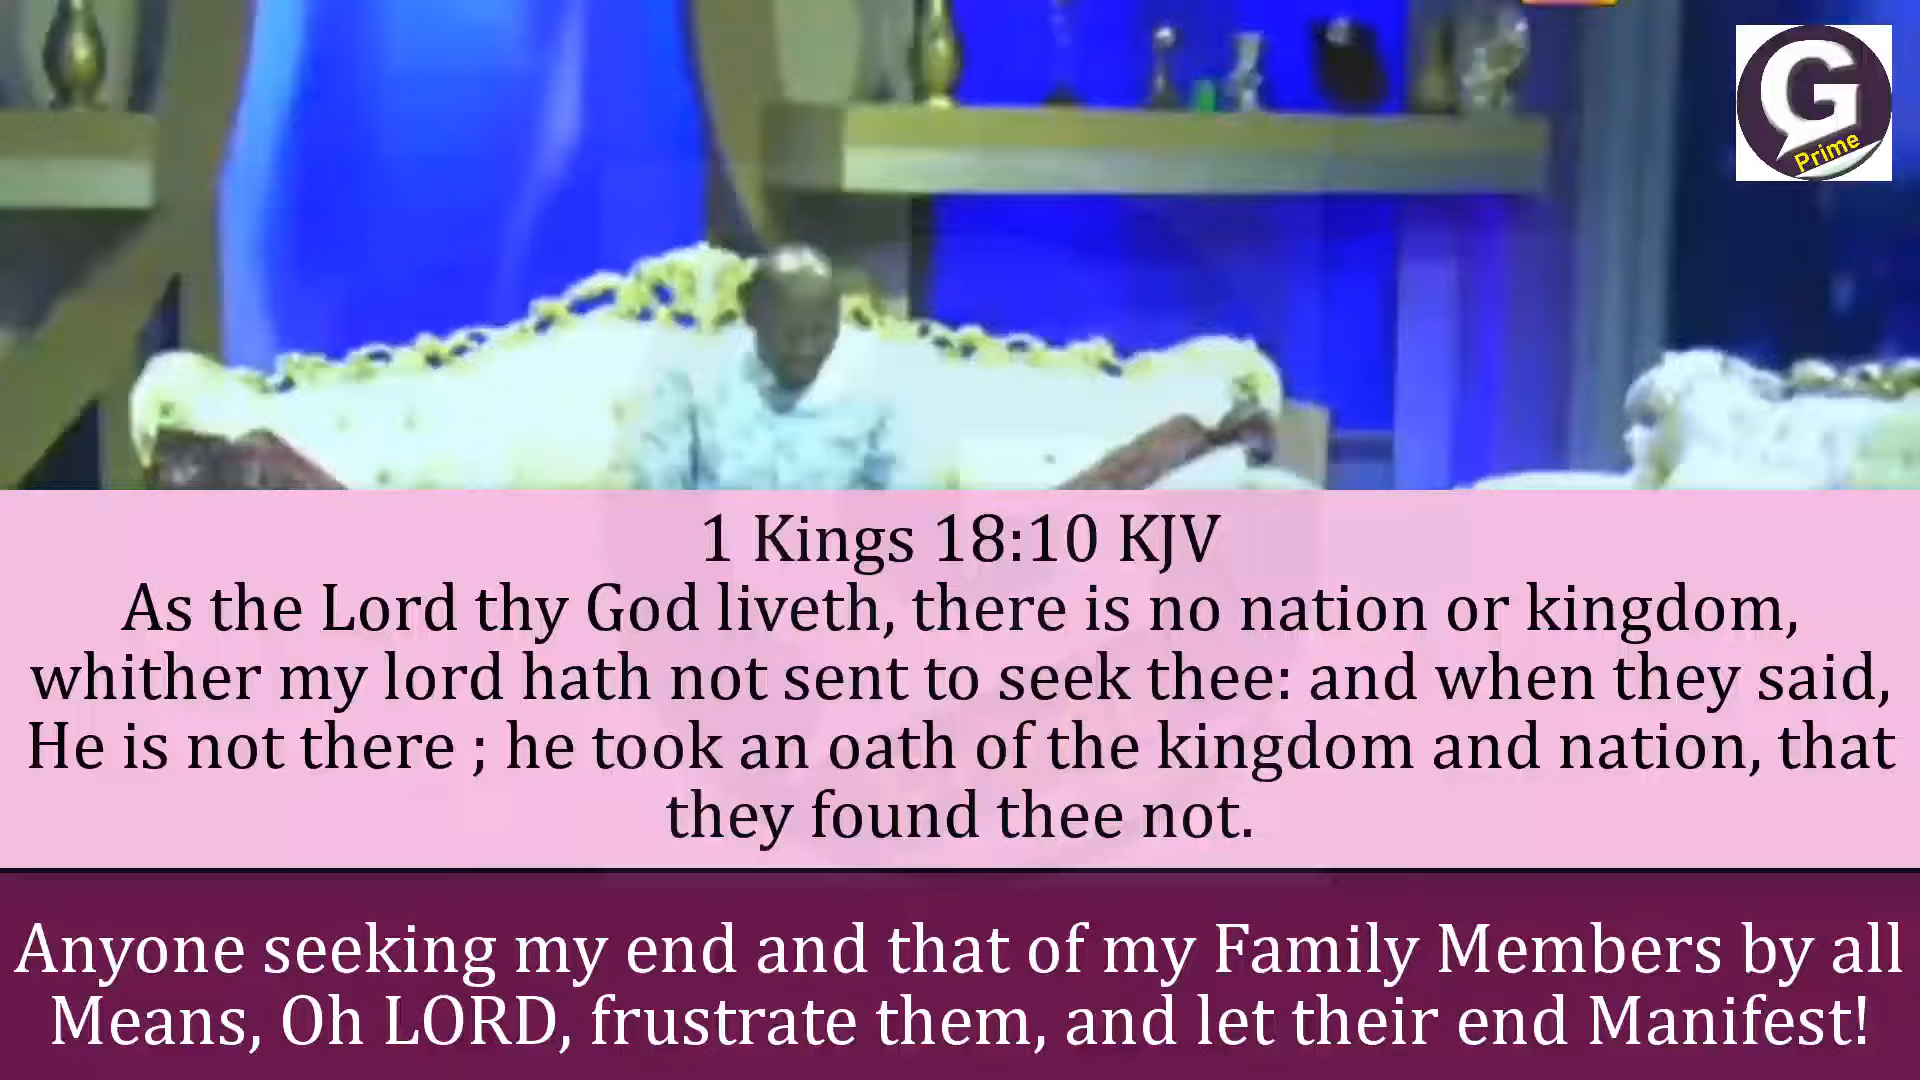 G
Prime
1 Kings 18:10 KJV
As the Lord thy God liveth, there is no nation or kingdom,
whither my lord hath not sent to seek thee: and when they said,
He is not there ; he took an oath of the kingdom and nation, that
they found thee not.
Anyone seeking my end and that of my Family Members by all
Means, Oh LORD, frustrate them, and let their end Manifest!